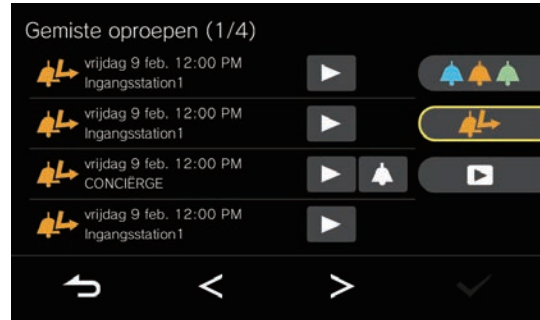 Gemiste oproepen (1/4)
vrijdag 9 feb. 12:00 PM
Ingangsstation1
vrijdag 9 feb. 12:00 PM
Ingangsstation1
vrijdag 9 feb. 12:00 PM
CONCIËRGE
vrijdag 9 feb. 12:00 PM
Ingangsstation1